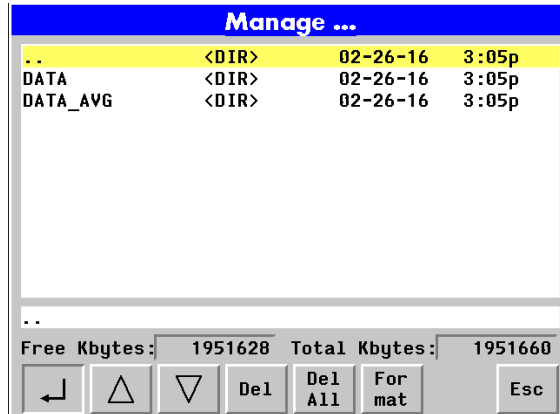 Manage ...
.. <DIR> 02-26-16 3:05p
DATA <DIR> 02-26-16 3:05p
DATA_AVG <DIR> 02-26-16 3:05p
..
Free Kbytes: 1951628 Total Kbytes: 1951660
Del Del All For mat Esc